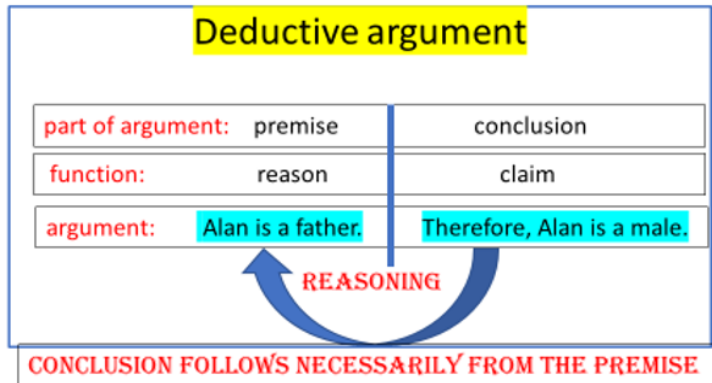 Deductive argument
part of argument: premise conclusion
function: reason claim
argument: Alan is a father. Therefore, Alan is a male.
REASONING
CONCLUSION FOLLOWS NECESSARILY FROM THE PREMISE